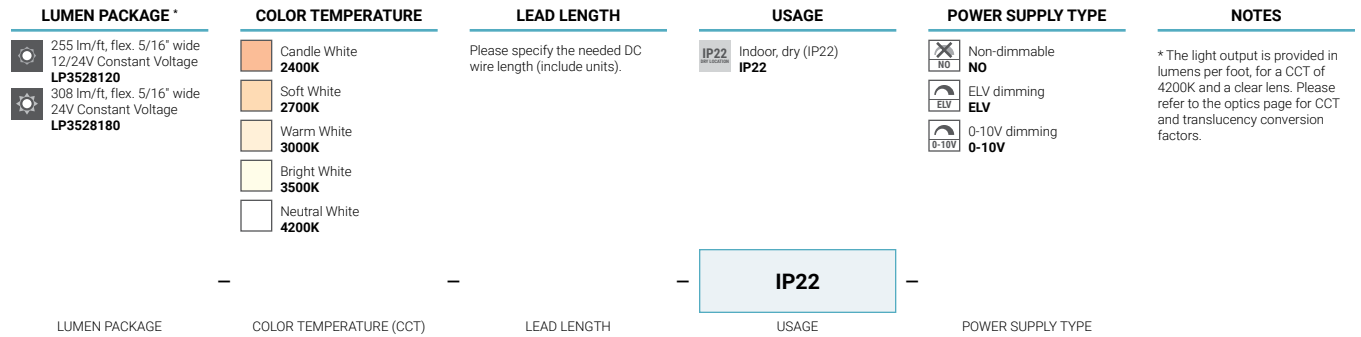 LUMEN PACKAGE *
255 lm/ft, flex. 5/16" wide
12/24V Constant Voltage
LP3528120
308 lm/ft, flex. 5/16" wide
24V Constant Voltage
LP3528180
COLOR TEMPERATURE
Candle White
2400K
Soft White
2700K
Warm White
3000K
Bright White
3500K
Neutral White
4200K
LEAD LENGTH
Please specify the needed DC
wire length (include units).
USAGE
IP22
DRY LOCATION
Indoor, dry (IP22)
IP22
POWER SUPPLY TYPE
NO
Non-dimmable
NO
ELV
ELV dimming
ELV
0-10V
0-10V dimming
0-10V
NOTES
* The light output is provided in
lumens per foot, for a CCT of
4200K and a clear lens. Please
refer to the optics page for CCT
and translucency conversion
factors.
– – – IP22 –
LUMEN PACKAGE
COLOR TEMPERATURE (CCT)
LEAD LENGTH
USAGE
POWER SUPPLY TYPE